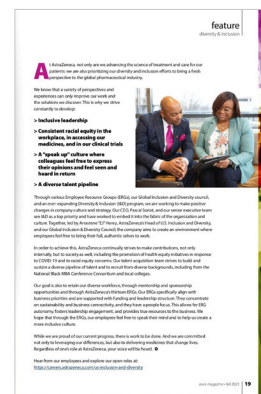 feature
diversity & inclusion
At AstraZeneca, not only are we advancing the science of treatment and care for our
patients: we are also prioritizing our diversity and inclusion efforts to bring a fresh
perspective to the global pharmaceutical industry.
We know that a variety of perspectives and
experiences can only improve our work and
the solutions we discover. This is why we strive
constantly to develop:
> Inclusive leadership
> Consistent racial equity in the
workplace, in accessing our
medicines, and in our clinical trials
> A "speak up" culture where
colleagues feel free to express
their opinions and feel seen and
heard in return
> A diverse talent pipeline
Through various Employee Resource Groups (ERGs), our Global Inclusion and Diversity council,
and an ever-expanding Diversity & Inclusion (D&I) program, we are working to make positive
changes in company culture and strategy. Our CEO, Pascal Soriot, and our senior executive team
see I&D as a top priority and have worked to embed it into the fabric of the organization and
culture. Together, led by "EJ" Henry, AstraZeneca's Head of U.S. Inclusion and Diversity,
and our Global Inclusion & Diversity Council, the company aims to create an environment where
employees feel free to bring their full, authentic selves to work.
In order to achieve this, AstraZeneca continually strives to make contributions, not only
internally, but to society as well, including the promotion of health equity initiatives in response
to COVID-19 and to racial equity concerns. Our talent acquisition team strives to build and
sustain a diverse pipeline of talent and to recruit from diverse backgrounds, including from the
National Black MBA Conference Consortium and local colleges.
Our goal is also to retain our diverse workforce, through mentorship and sponsorship
opportunities and through AstraZeneca's thirteen ERGs. Our ERGs specifically align with
business priorities and are supported with funding and leadership structure. They concentrate
on sustainability and business connectivity, and they have a people focus. This allows for ERG
autonomy, fosters leadership engagement, and provides true resources to the business. We
hope that through the ERGs, our employees feel free to speak their mind and to help us create a
more inclusive culture.
While we are proud of our current progress, there is work to be done. And we are committed
not only to leveraging our differences, but also to delivering medicines that change lives.
Regardless of one's role at AstraZeneca, your voice will be heard.
Hear from our employees and explore our open roles at:
https://careers.astrazeneca.com/us-inclusion-and-diversity
magazine • fall 2021 | 19